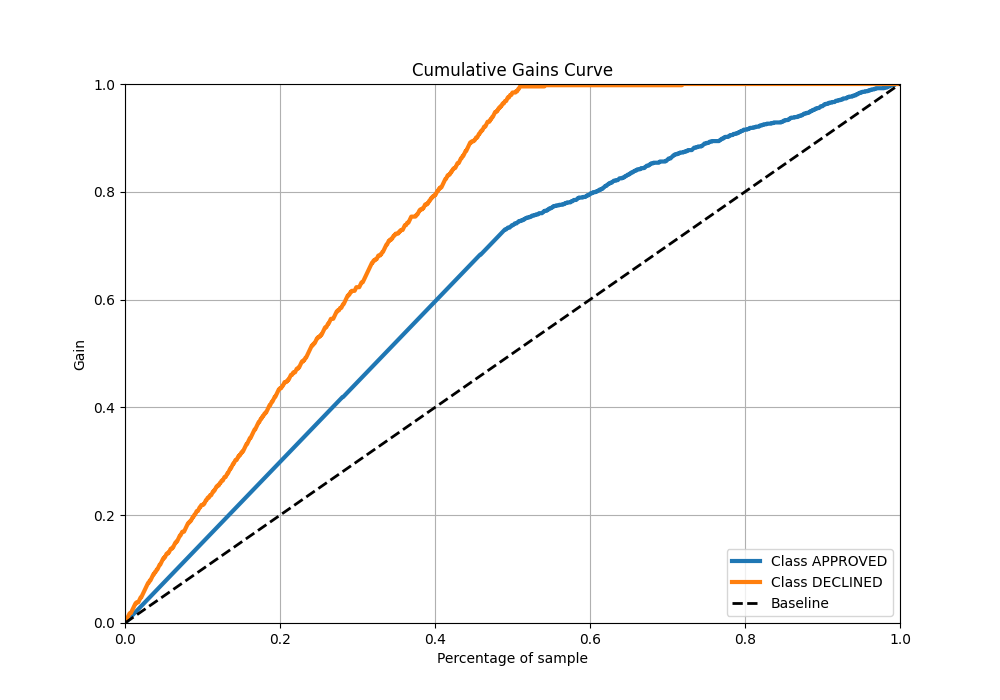 Cumulative Gains Curve
1.0
0.8
0.6
0.4
0.2
0.0
Gain
0.0 0.2 0.4 0.6 0.8 1.0
Percentage of sample
Class APPROVED
Class DECLINED
Baseline